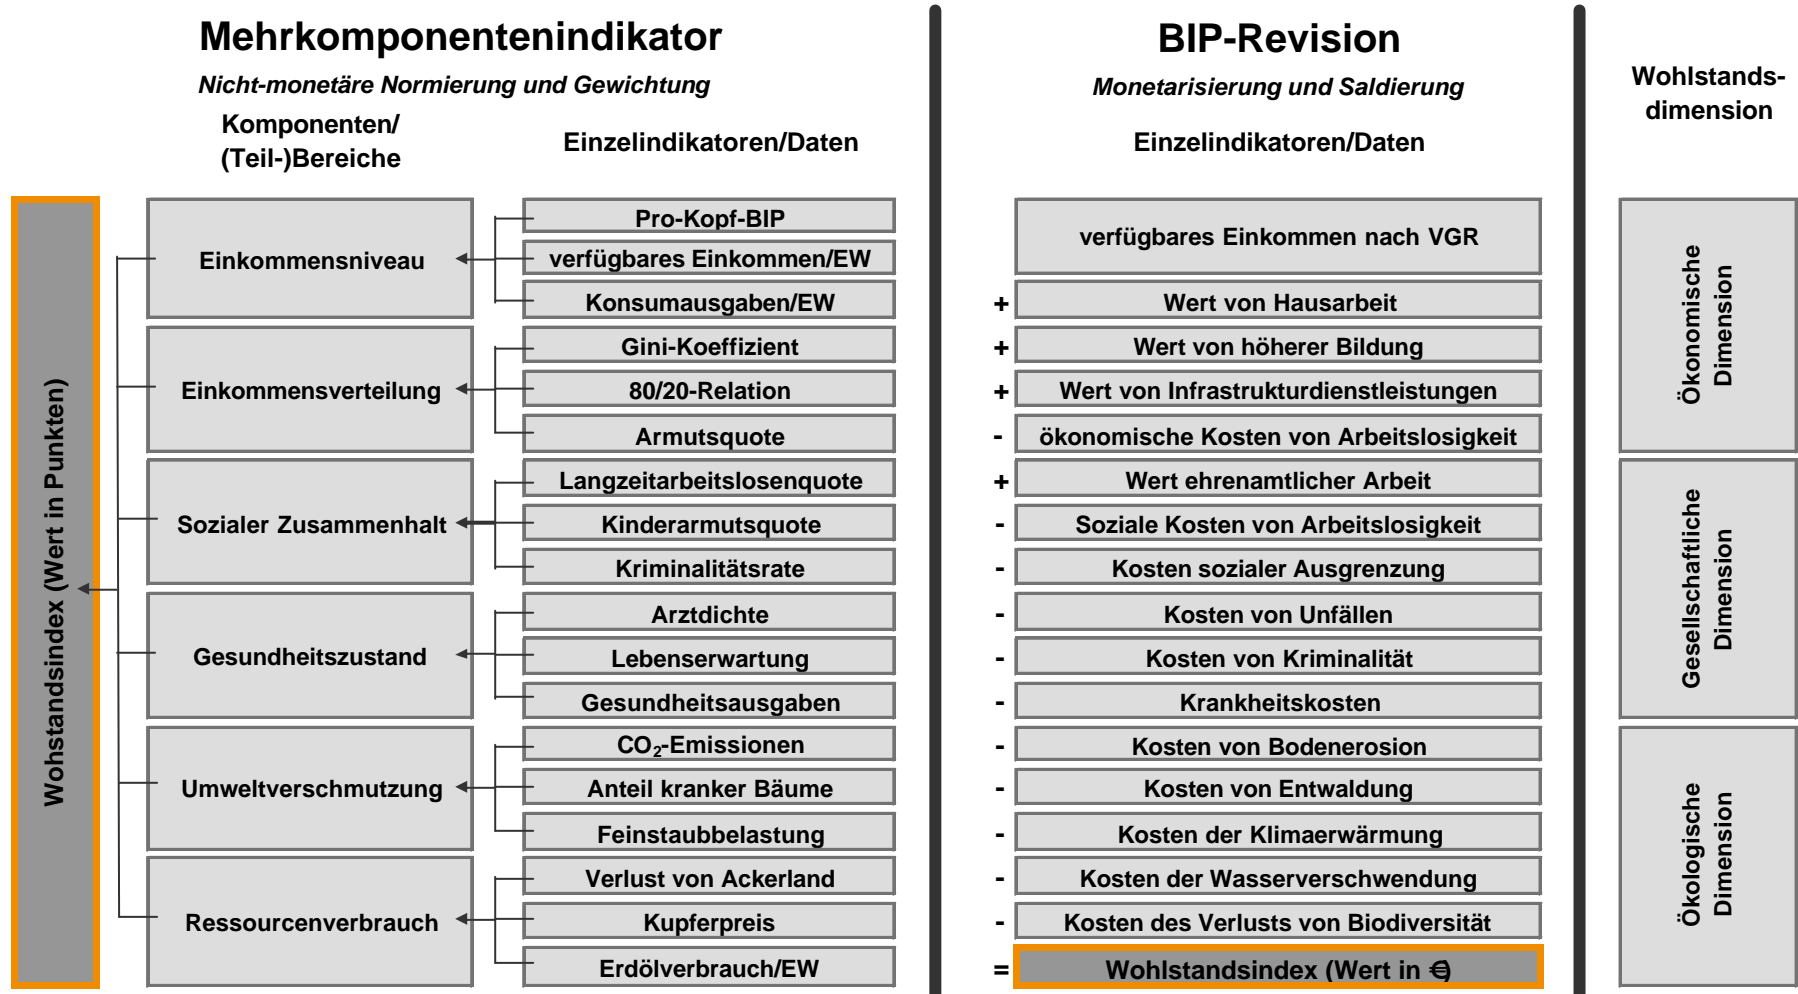 Mehrkomponentenindikator
Nicht-monetäre Normierung und Gewichtung
Komponenten/
(Teil-)Bereiche
Einzelindikatoren/Daten
Wohstandsindex (Wert in Punkten)
Einkommensniveau
Pro-Kopf-BIP
verfügbares Einkommen/EW
Konsumausgaben/EW
Einkommensverteilung
Gini-Koeffizient
80/20-Relation
Armutsquote
Sozialer Zusammenhalt
Langzeitarbeitslosenquote
Kinderarmutsquote
Kriminalitätsrate
Gesundheitszustand
Arztdichte
Lebenserwartung
Gesundheitsausgaben
Umweltverschmutzung
CO₂-Emissionen
Anteil kranker Bäume
Feinstaubbelastung
Ressourcenverbrauch
Verlust von Ackerland
Kupferpreis
Erdölverbrauch/EW
BIP-Revision
Monetarisierung und Saldierung
Einzelindikatoren/Daten
verfügbares Einkommen nach VGR
+ Wert von Hausarbeit
+ Wert von höherer Bildung
+ Wert von Infrastrukturdienstleistungen
- ökonomische Kosten von Arbeitslosigkeit
+ Wert ehrenamtlicher Arbeit
- Soziale Kosten von Arbeitslosigkeit
- Kosten sozialer Ausgrenzung
- Kosten von Unfällen
- Kosten von Kriminalität
- Krankheitskosten
- Kosten von Bodenerosion
- Kosten von Entwaldung
- Kosten der Klimaerwärmung
- Kosten der Wasserverschwendung
- Kosten des Verlusts von Biodiversität
= Wohlstandsindex (Wert in €)
Wohlstands-
dimension
Ökonomische
Dimension
Gesellschaftliche
Dimension
Ökologische
Dimension